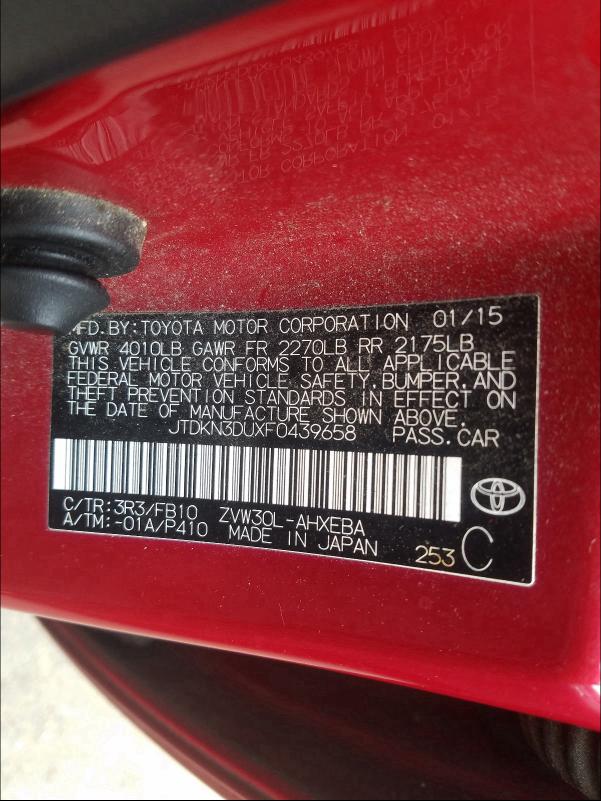 MFD.BY:TOYOTA MOTOR CORPORATION 01/15
GVWR 4010LB GAWR FR 2270LB RR 2175LB
THIS VEHICLE CONFORMS TO ALL APPLICABLE
FEDERAL MOTOR VEHICLE SAFETY, BUMPER, AND
THEFT PREVENTION STANDARDS IN EFFECT ON
THE DATE OF MANUFACTURE SHOWN ABOVE.
JTDKN3DUXF0439658 PASS.CAR
C/TR:3R3/FB10 ZVW30L-AHXEBA
A/TM:-01A/P410 MADE IN JAPAN 253 C